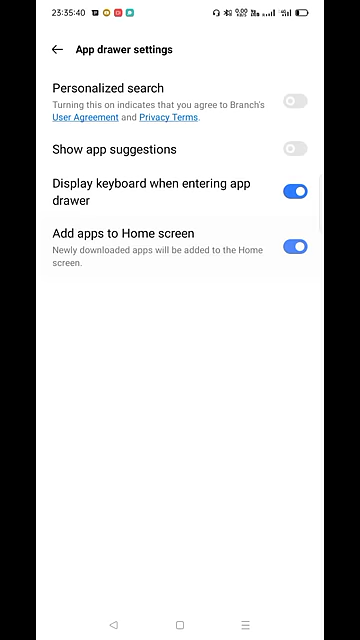 23:35:40
App drawer settings
Personalized search
Turning this on indicates that you agree to Branch's
User Agreement and Privacy Terms.
Show app suggestions
Display keyboard when entering app
drawer
Add apps to Home screen
Newly downloaded apps will be added to the Home
screen.